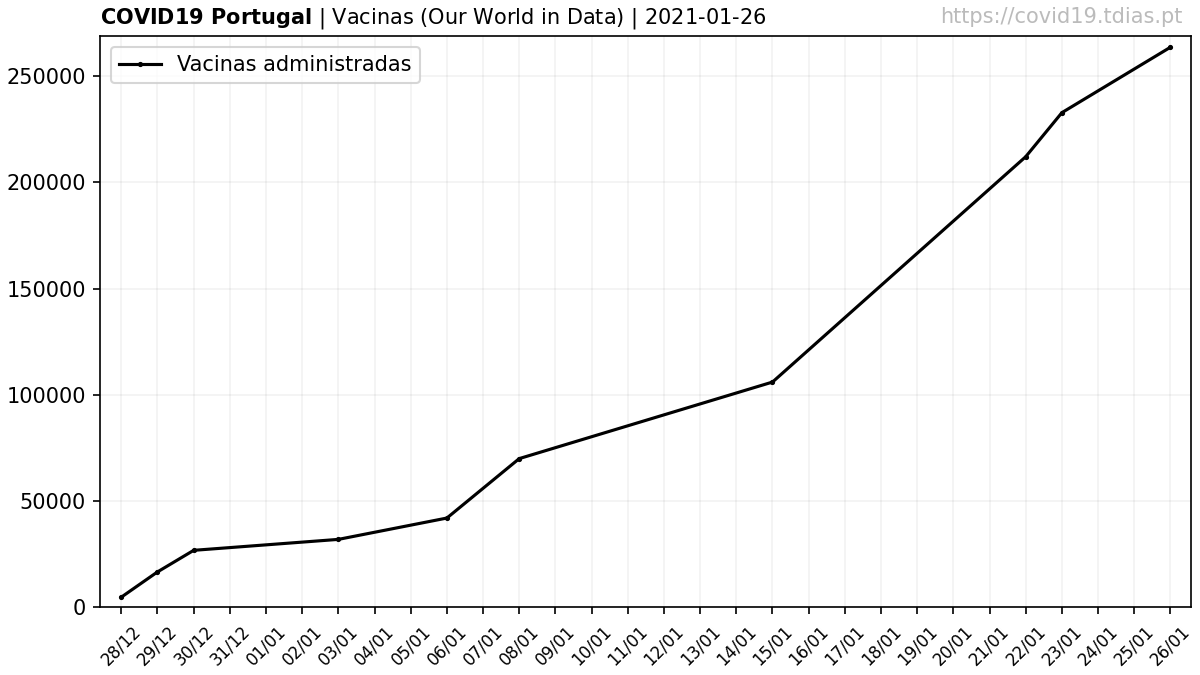 COVID19 Portugal | Vacinas (Our World in Data) | 2021-01-26
https://covid19.tdias.pt
Vacinas administradas
250000
200000
150000
100000
50000
0
28/12 29/12 30/12 31/12 01/01 02/01 03/01 04/01 05/01 06/01 07/01 08/01 09/01 10/01 11/01 12/01 13/01 14/01 15/01 16/01 17/01 18/01 19/01 20/01 21/01 22/01 23/01 24/01 25/01 26/01